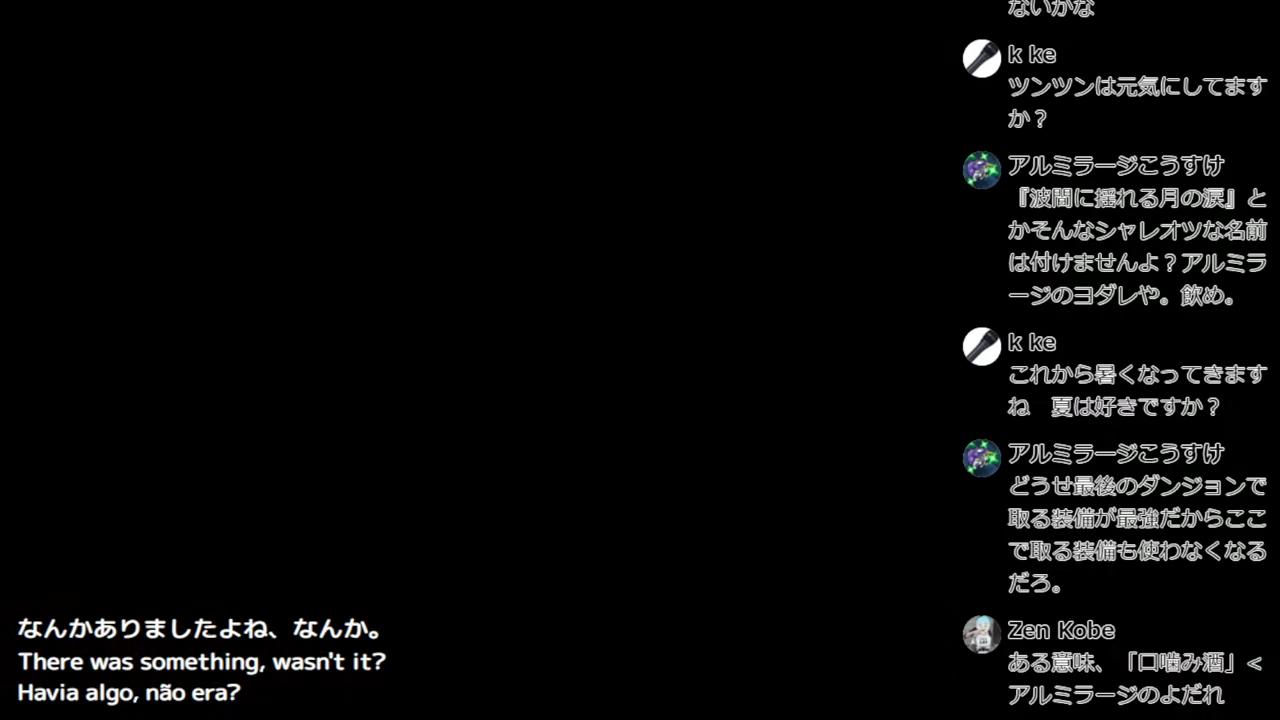 ないかな
k ke
ツンツンは元気にしてます
か？
アルミラージこうすけ
『波間に揺れる月の涙』と
かそんなシャレオツな名前
は付けませんよ？アルミラ
ージのヨダレや。飲め。
k ke
これから暑くなってきます
ね　夏は好きですか？
アルミラージこうすけ
どうせ最後のダンジョンで
取る装備が最強だからここ
で取る装備も使わなくなる
だろ。
Zen Kobe
ある意味、「口噛み酒」<
アルミラージのよだれ
なんかありましたよね、なんか。
There was something, wasn't it?
Havia algo, não era?